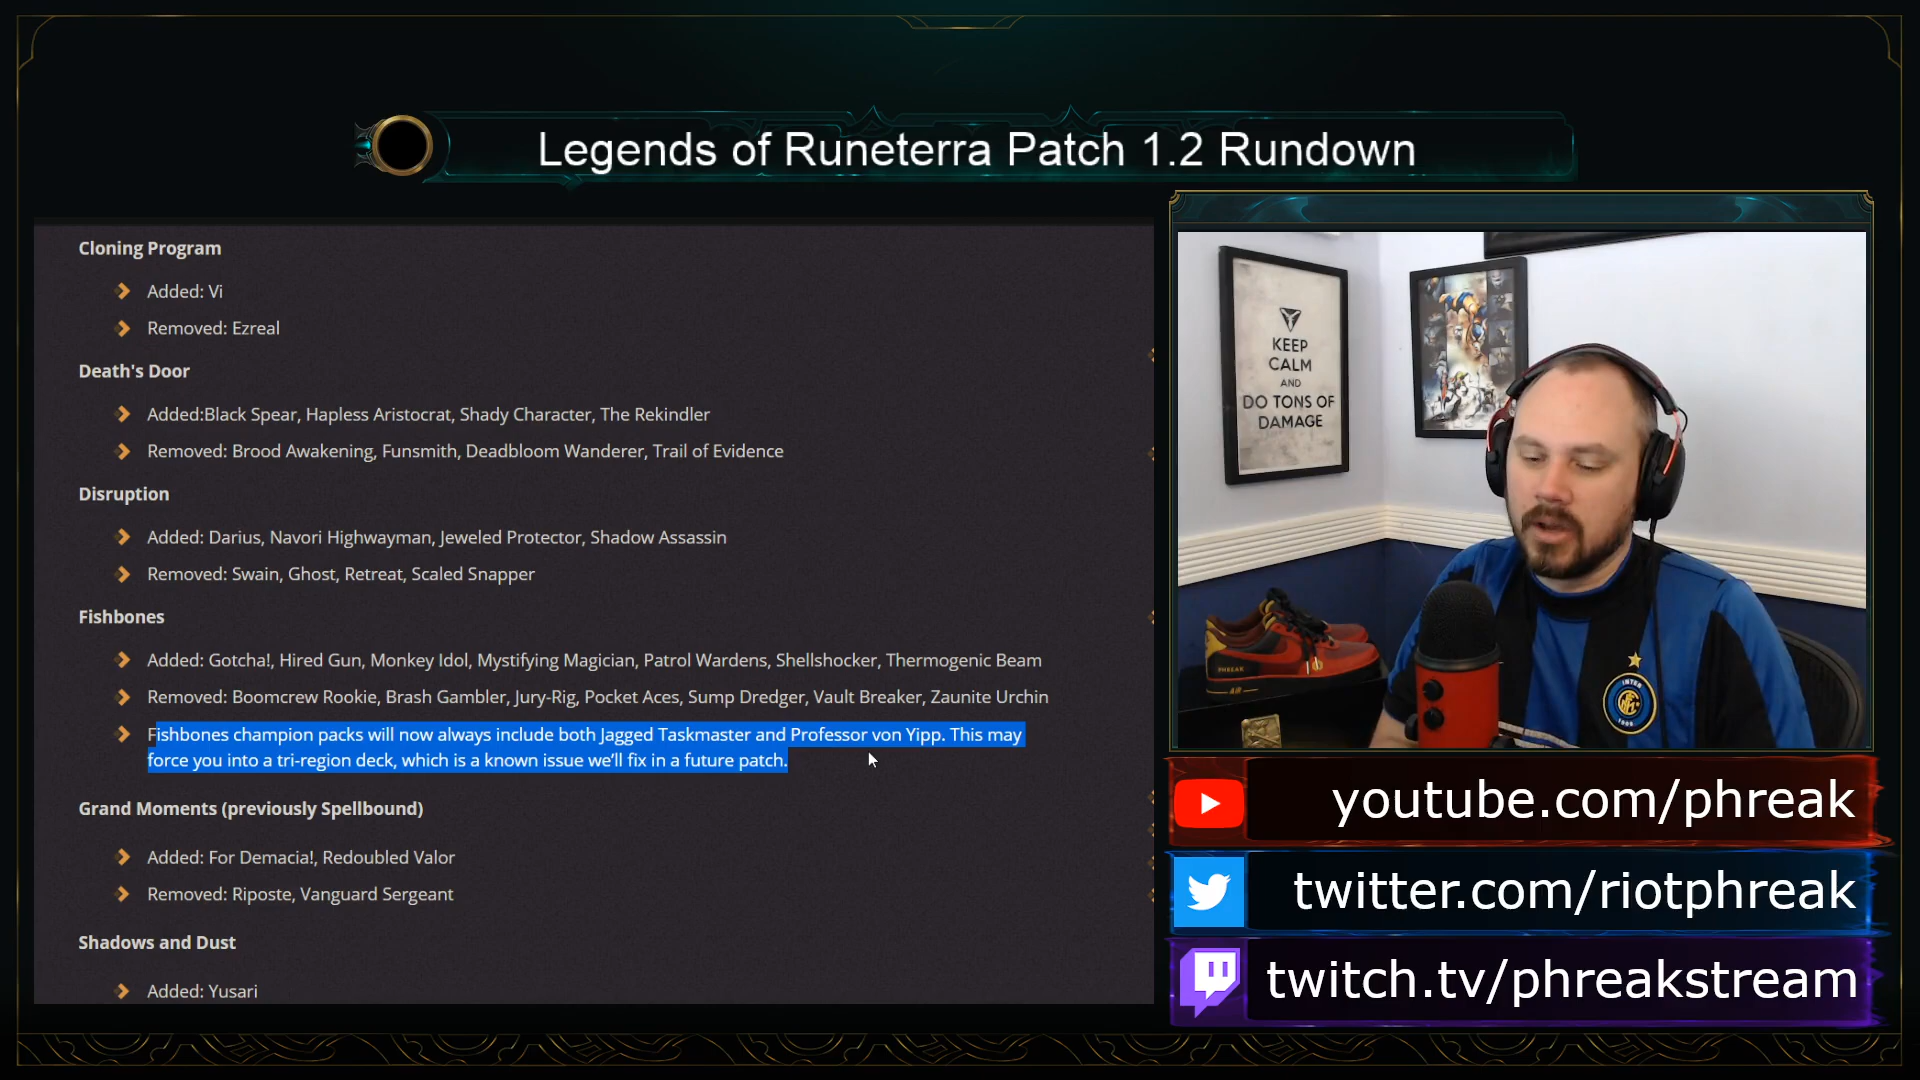 Legends of Runeterra Patch 1.2 Rundown
Cloning Program
Added: Vi
Removed: Ezreal
Death's Door
Added:Black Spear, Hapless Aristocrat, Shady Character, The Rekindler
Removed: Brood Awakening, Funsmith, Deadbloom Wanderer, Trail of Evidence
Disruption
Added: Darius, Navori Highwayman, Jeweled Protector, Shadow Assassin
Removed: Swain, Ghost, Retreat, Scaled Snapper
Fishbones
Added: Gotcha!, Hired Gun, Monkey Idol, Mystifying Magician, Patrol Wardens, Shellshocker, Thermogenic Beam
Removed: Boomcrew Rookie, Brash Gambler, Jury-Rig, Pocket Aces, Sump Dredger, Vault Breaker, Zaunite Urchin
Fishbones champion packs will now always include both Jagged Taskmaster and Professor von Yipp. This may
force you into a tri-region deck, which is a known issue we'll fix in a future patch.
Grand Moments (previously Spellbound)
Added: For Demacia!, Redoubled Valor
Removed: Riposte, Vanguard Sergeant
Shadows and Dust
Added: Yusari
KEEP
CALM
AND
DO TONS OF
DAMAGE
PHREAK
AIR
INTER
1908
youtube.com/phreak
twitter.com/riotphreak
twitch.tv/phreakstream